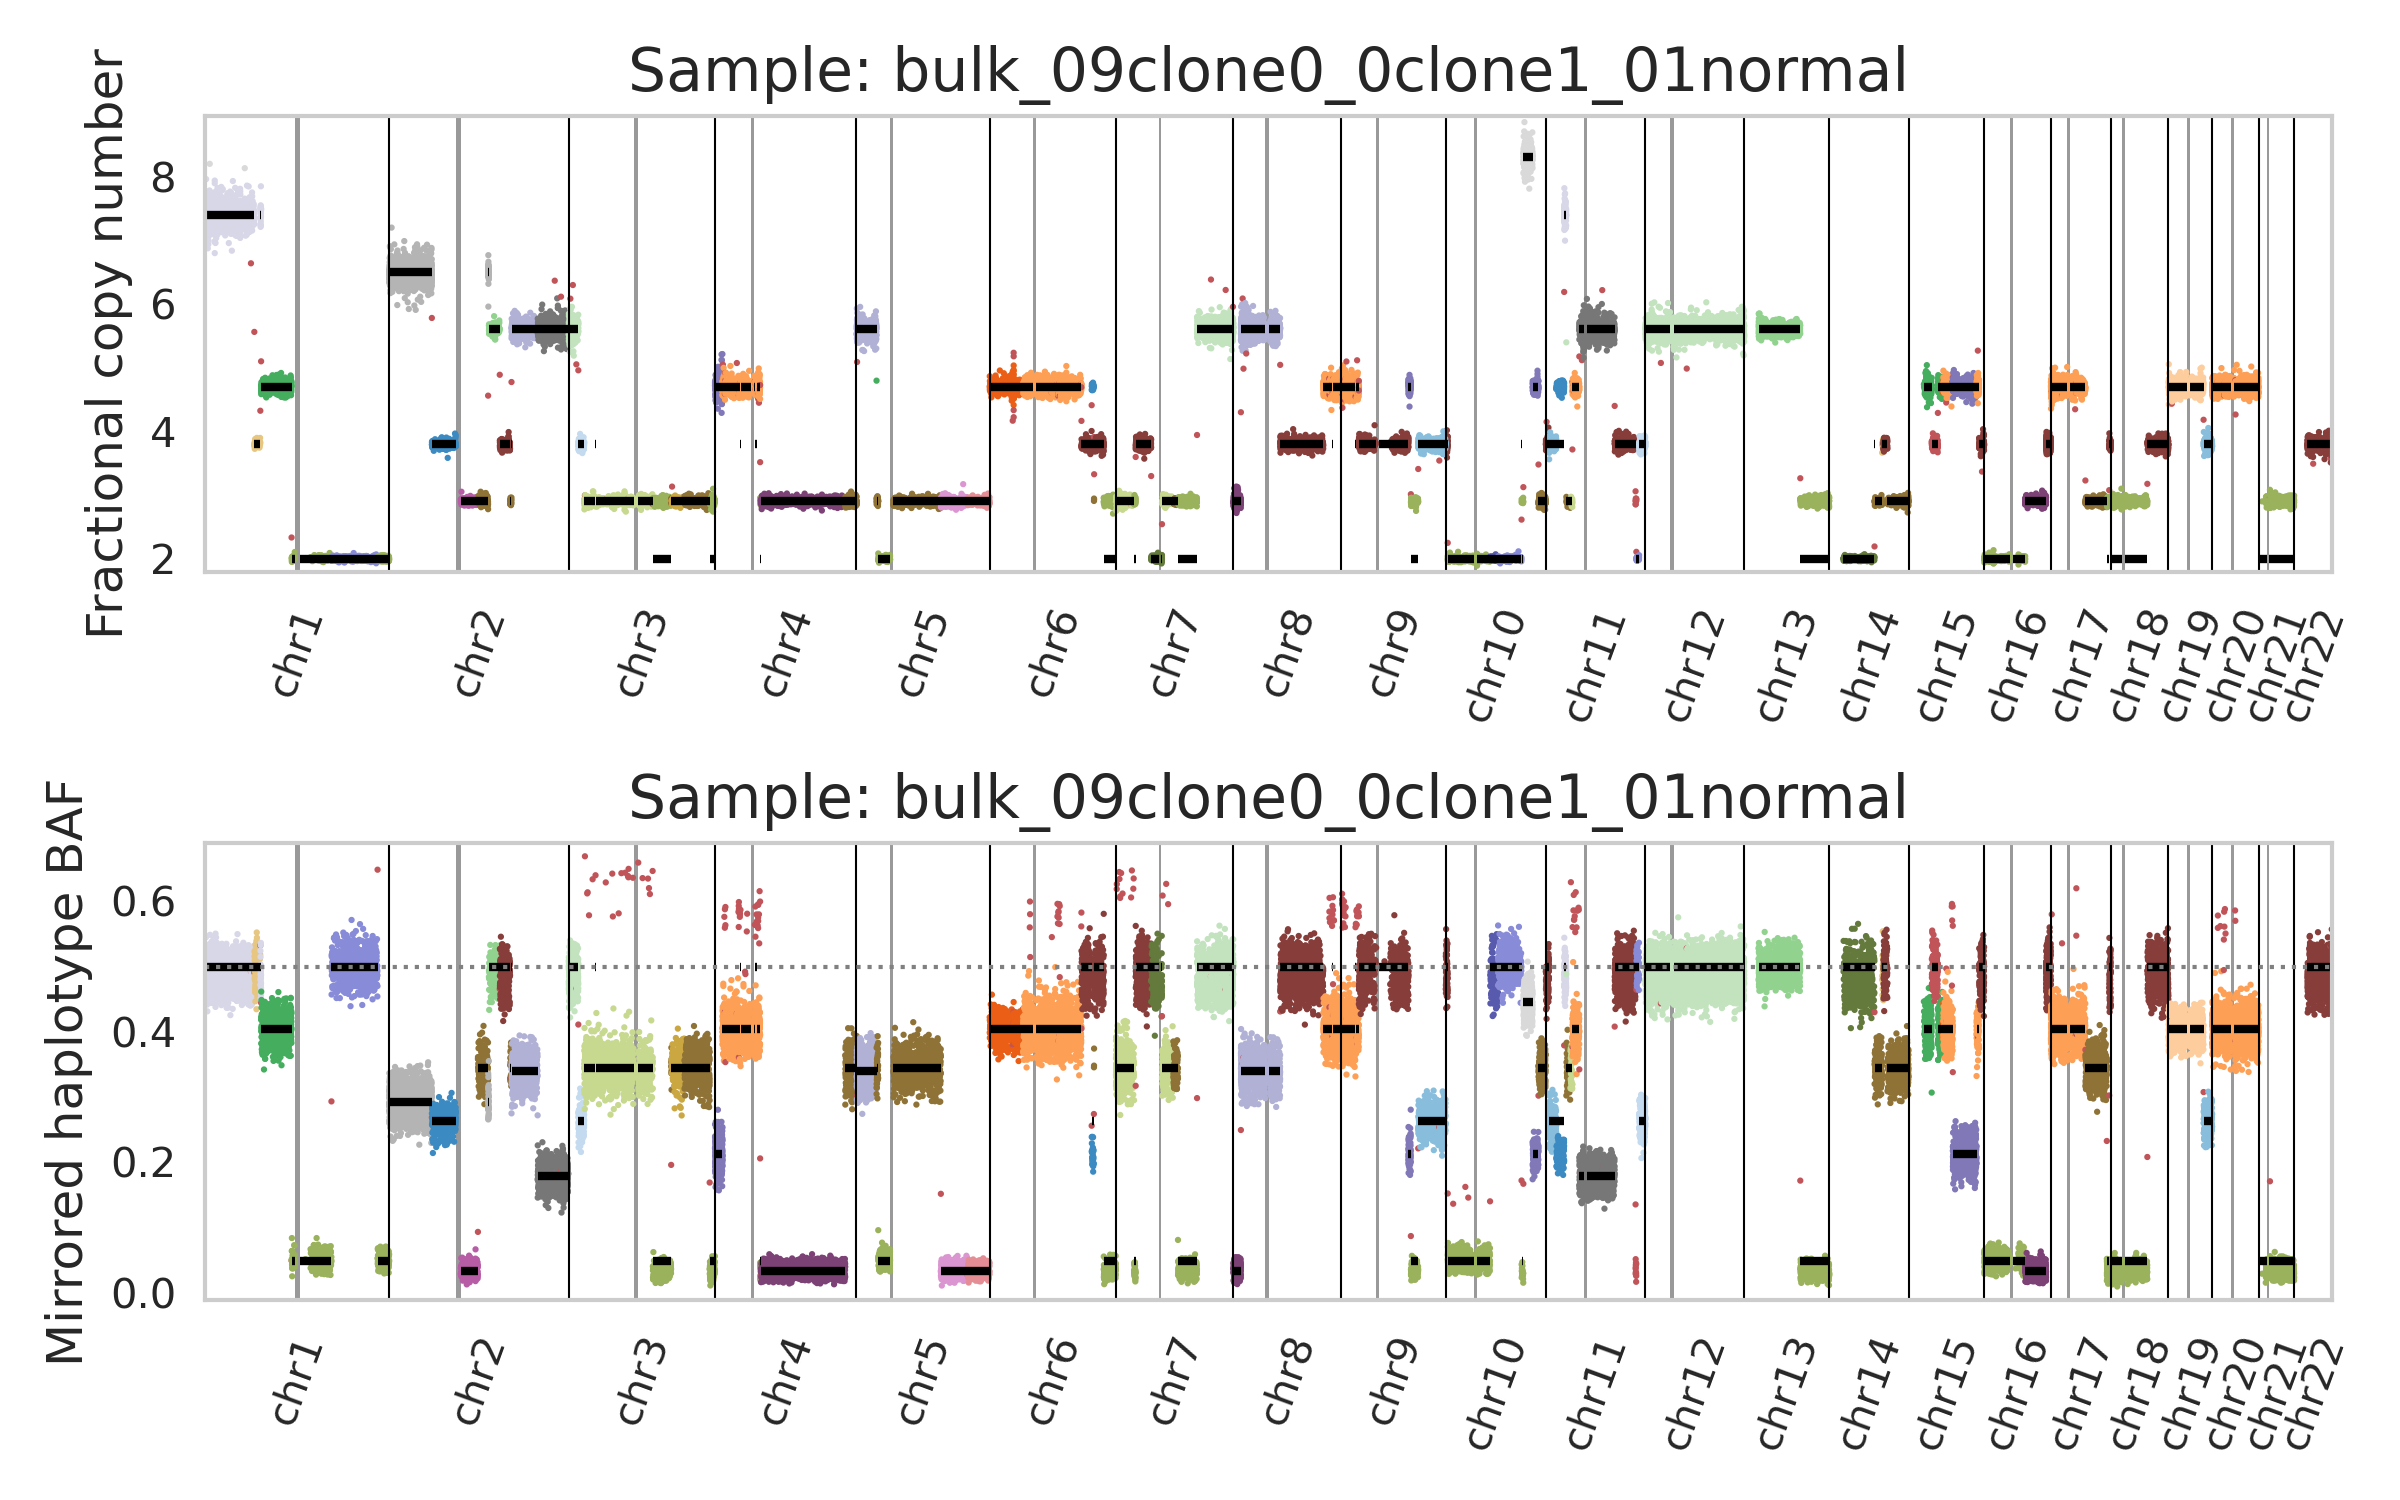 Sample: bulk_09clone0_0clone1_01normal
Fractional copy number
8
6
4
2
chr1
chr2
chr3
chr4
chr5
chr6
chr7
chr8
chr9
chr10
chr11
chr12
chr13
chr14
chr15
chr16
chr17
chr18
chr19
chr20
chr21
chr22
Sample: bulk_09clone0_0clone1_01normal
Mirrored haplotype BAF
0.6
0.4
0.2
0.0
chr1
chr2
chr3
chr4
chr5
chr6
chr7
chr8
chr9
chr10
chr11
chr12
chr13
chr14
chr15
chr16
chr17
chr18
chr19
chr20
chr21
chr22